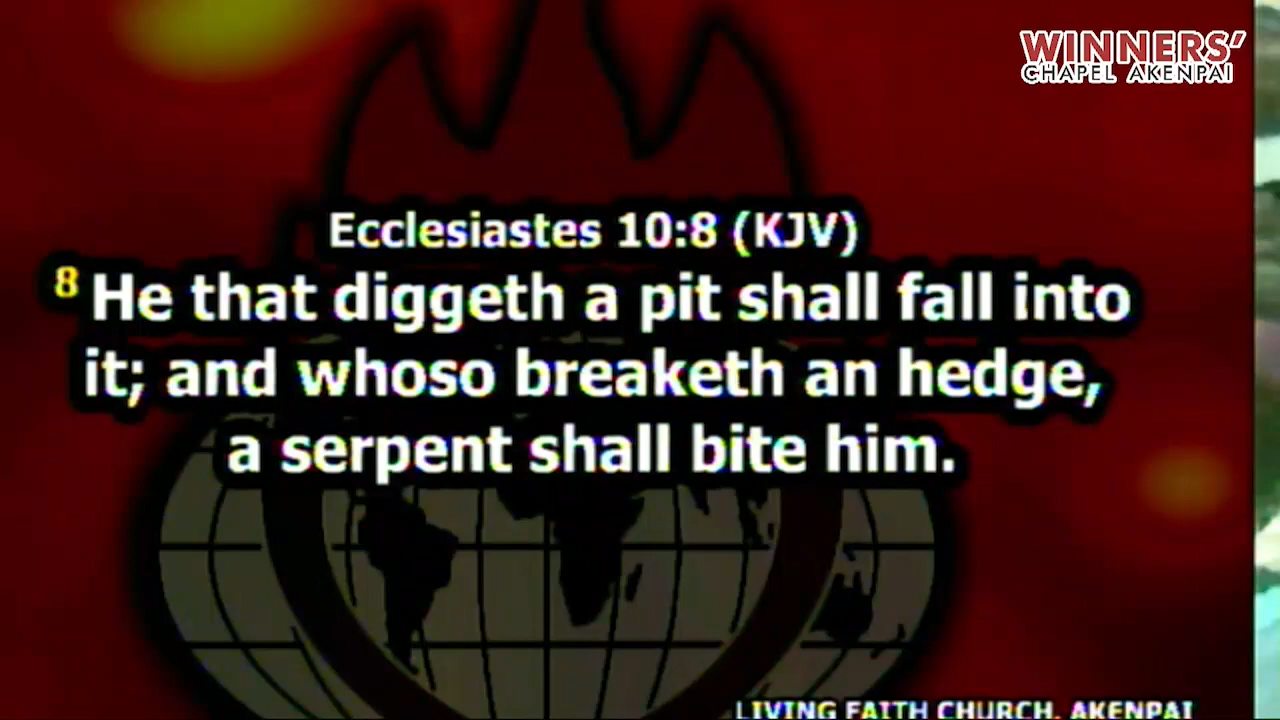 WINNERS'
CHAPEL AKENPAI
Ecclesiastes 10:8 (KJV)
8 He that diggeth a pit shall fall into
it; and whoso breaketh an hedge,
a serpent shall bite him.
LIVING FAITH CHURCH, AKENPAI